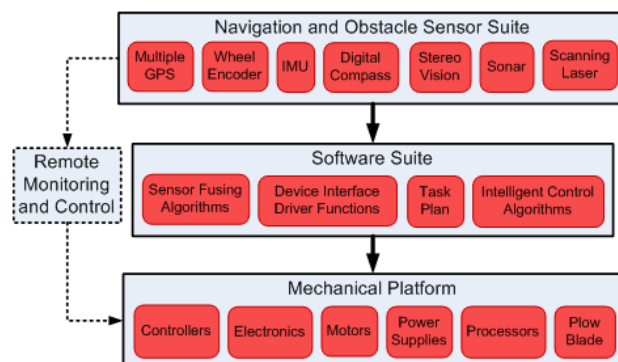 Navigation and Obstacle Sensor Suite
Multiple
GPS
Wheel
Encoder
IMU
Digital
Compass
Stereo
Vision
Sonar
Scanning
Laser
Remote
Monitoring
and Control
Software Suite
Sensor Fusing
Algorithms
Device Interface
Driver Functions
Task
Plan
Intelligent Control
Algorithms
Mechanical Platform
Controllers
Electronics
Motors
Power
Supplies
Processors
Plow
Blade